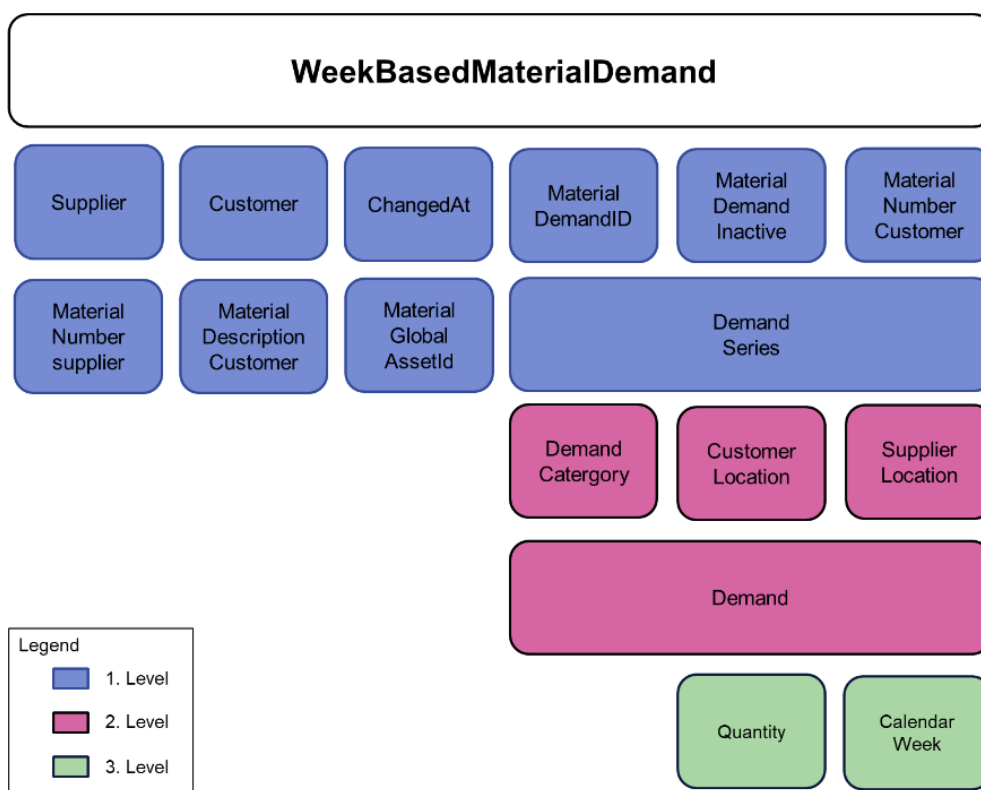 WeekBasedMaterialDemand
Supplier
Customer
ChangedAt
Material
DemandID
Material
Demand
Inactive
Material
Number
Customer
Material
Number
supplier
Material
Description
Customer
Material
Global
AssetId
Demand
Series
Demand
Catergory
Customer
Location
Supplier
Location
Demand
Quantity
Calendar
Week
Legend
1. Level
2. Level
3. Level